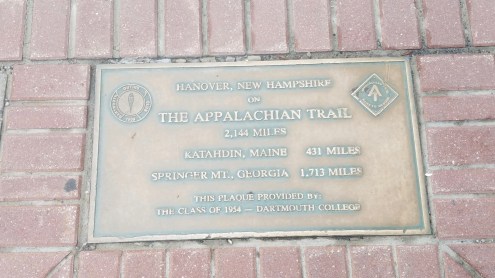 HANOVER, NEW HAMPSHIRE
ON
THE APPALACHIAN TRAIL
2,144 MILES
KATAHDIN, MAINE 431 MILES
SPRINGER MT., GEORGIA 1,713 MILES
THIS PLAQUE PROVIDED BY:
THE CLASS OF 1954 — DARTMOUTH COLLEGE